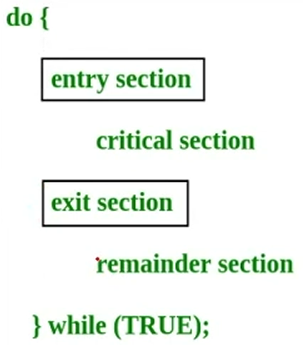 do {
entry section
critical section
exit section
remainder section
} while (TRUE);